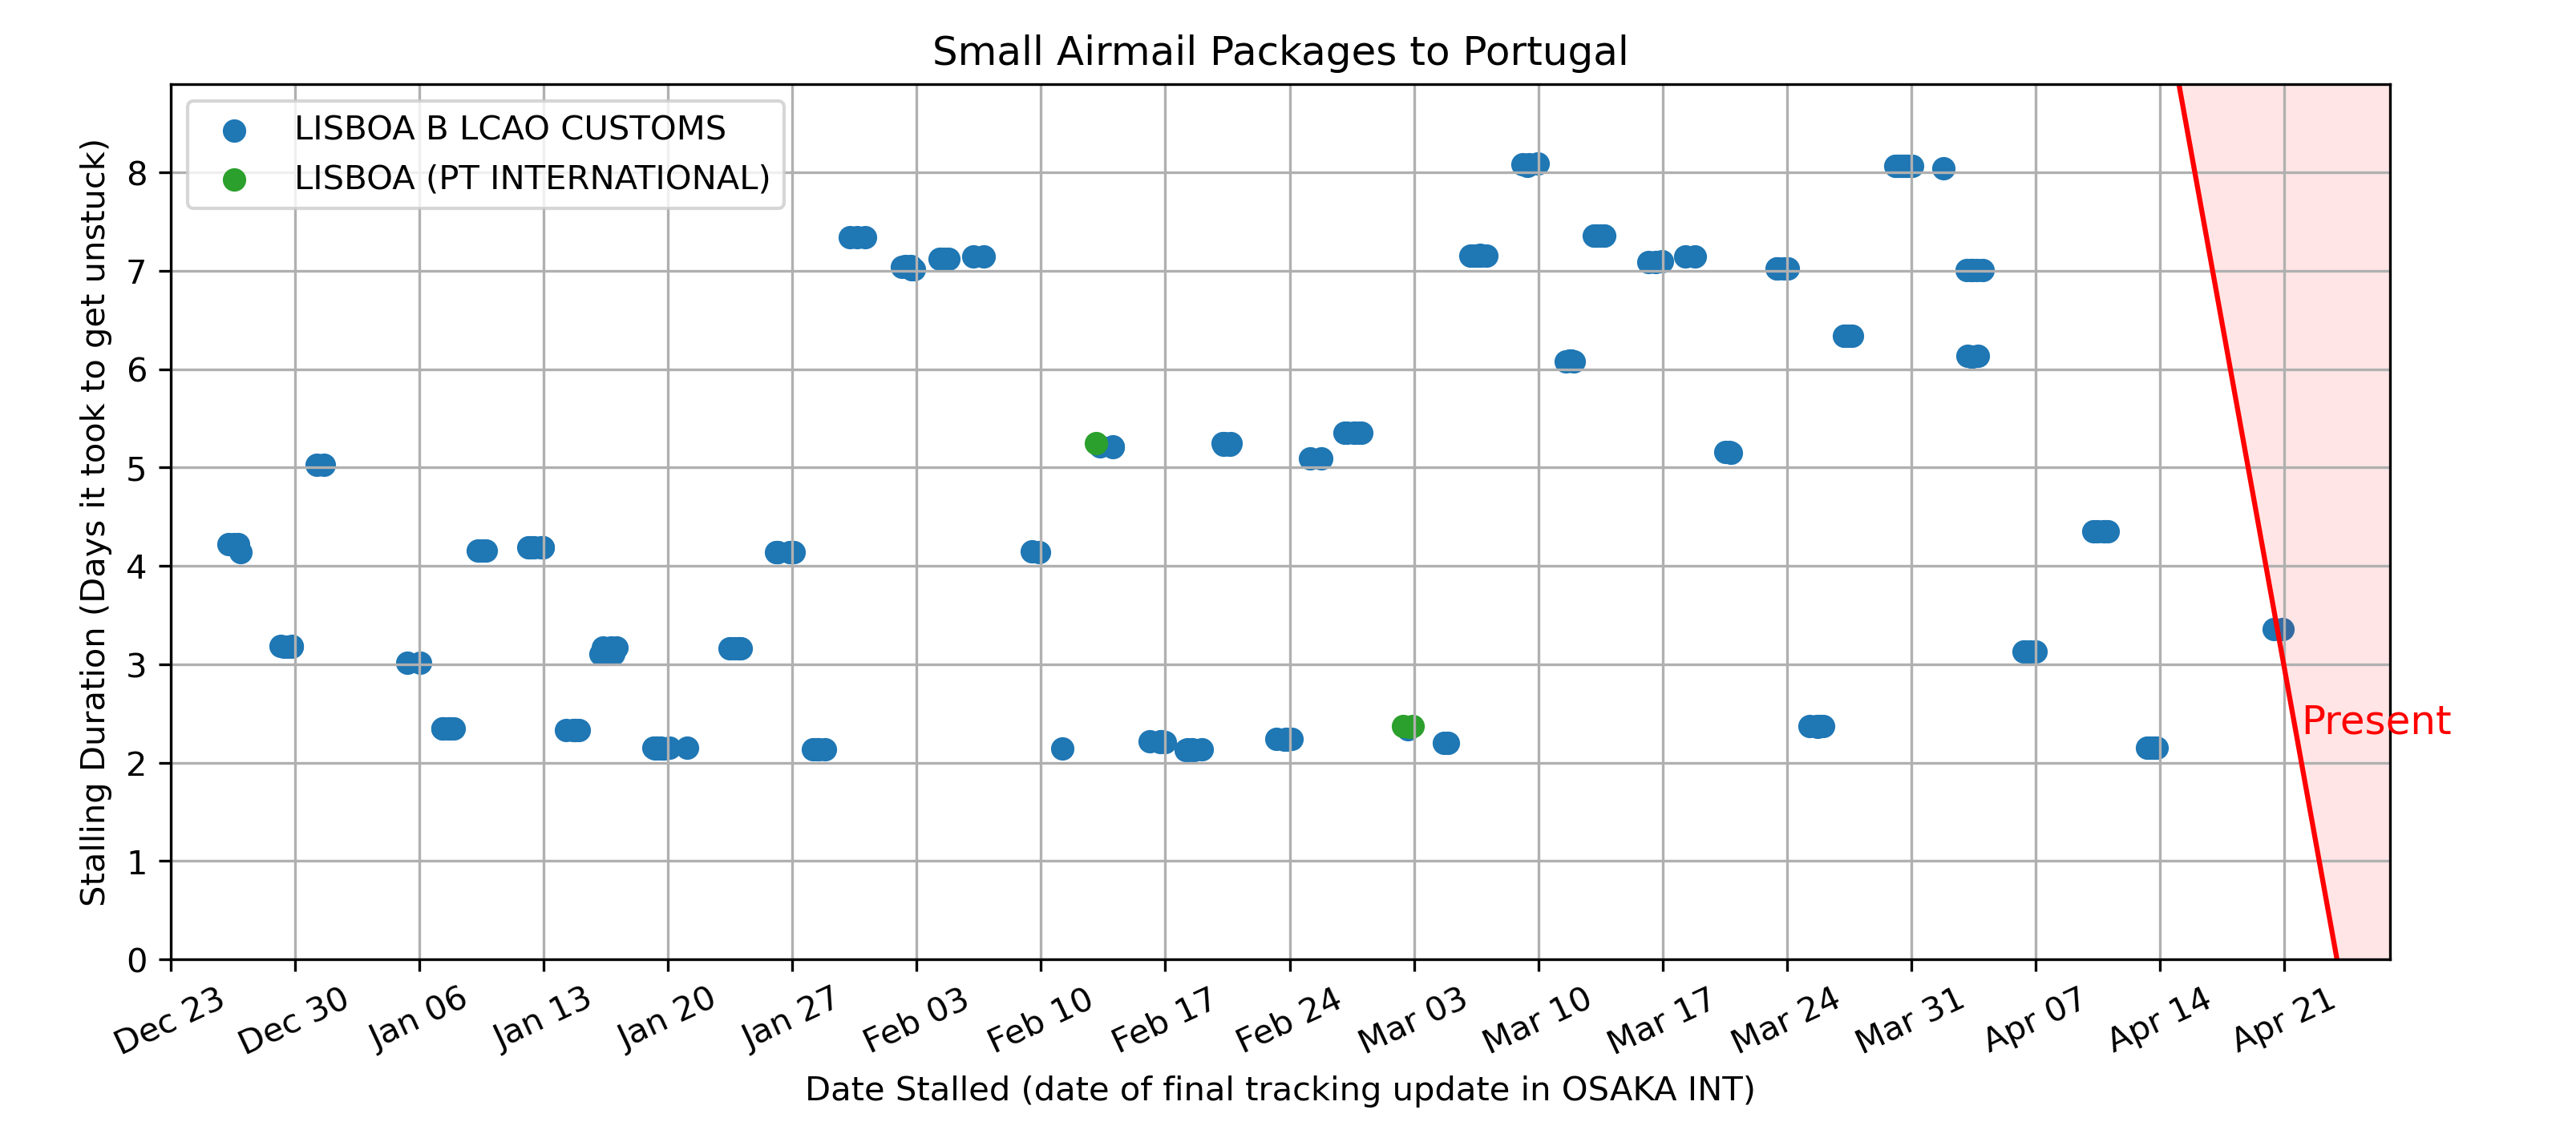 Small Airmail Packages to Portugal
LISBOA B LCAO CUSTOMS
LISBOA (PT INTERNATIONAL)
Stalling Duration (Days it took to get unstuck)
8
7
6
5
4
3
2
1
0
Present
Dec 23
Dec 30
Jan 06
Jan 13
Jan 20
Jan 27
Feb 03
Feb 10
Feb 17
Feb 24
Mar 03
Mar 10
Mar 17
Mar 24
Mar 31
Apr 07
Apr 14
Apr 21
Date Stalled (date of final tracking update in OSAKA INT)